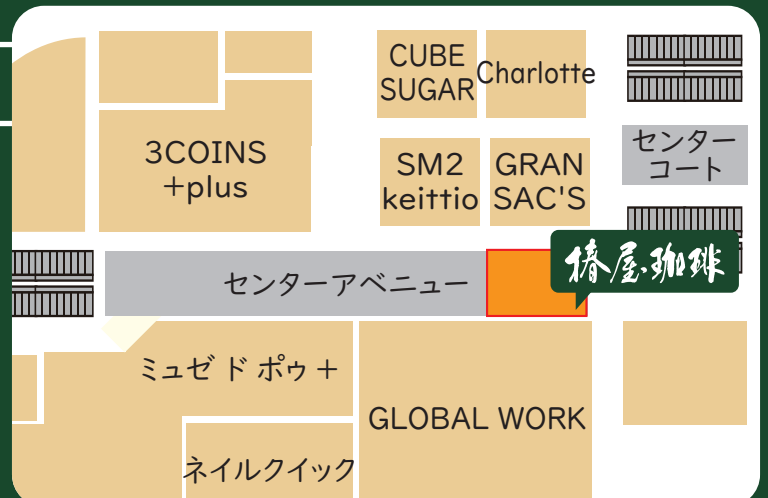 CUBE
SUGAR
Charlotte
センター
コート
3COINS
+plus
SM2
keittio
GRAN
SAC'S
椿屋珈琲
センターアベニュー
ミュゼ ド ポゥ +
GLOBAL WORK
ネイルクイック